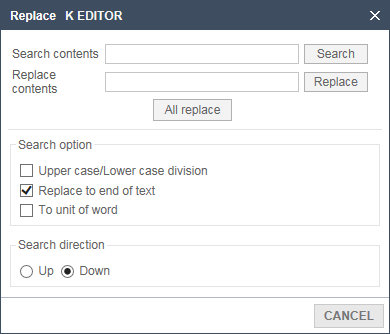 Replace K EDITOR
Search contents
Search
Replace
contents
Replace
All replace
Search option
Upper case/Lower case division
Replace to end of text
To unit of word
Search direction
Up Down
CANCEL